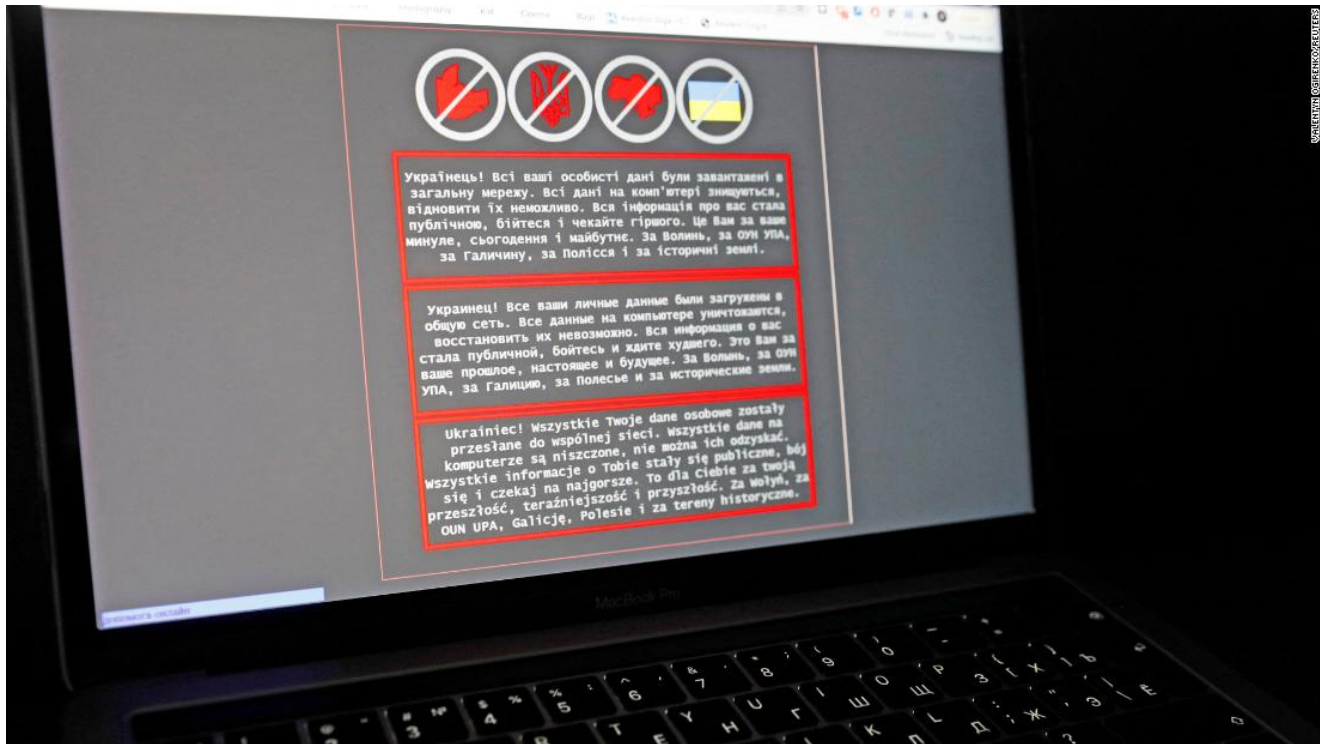 Українець! Всі ваші особисті дані були завантажені в
загальну мережу. Всі дані на комп'ютері знищуються,
відновити їх неможливо. Вся інформація про вас стала
публічною, бійтеся і чекайте гіршого. Це Вам за ваше
минуле, сьогодення і майбутнє. За Волинь, за ОУН УПА,
за Галичину, за Полісся і за історичні землі.
Украинец! Все ваши личные данные были загружены в
общую сеть. Все данные на компьютере уничтожаются,
восстановить их невозможно. Вся информация о вас
стала публичной, бойтесь и ждите худшего. Это Вам за
ваше прошлое, настоящее и будущее. За Волынь, за ОУН
УПА, за Галицию, за Полесье и за исторические земли.
Ukrainiec! Wszystkie Twoje dane osobowe zostały
przesłane do wspólnej sieci. Wszystkie dane na
komputerze są niszczone, nie można ich odzyskać.
Wszystkie informacje o Tobie stały się publiczne, bój
się i czekaj na najgorsze. To dla Ciebie za twoją
przeszłość, teraźniejszość i przyszłość. Za Wołyń, za
OUN UPA, Galicję, Polesie i za tereny historyczne.
допомога онлайн
MacBook Pro
VALENTYN OGIRENKO/REUTERS